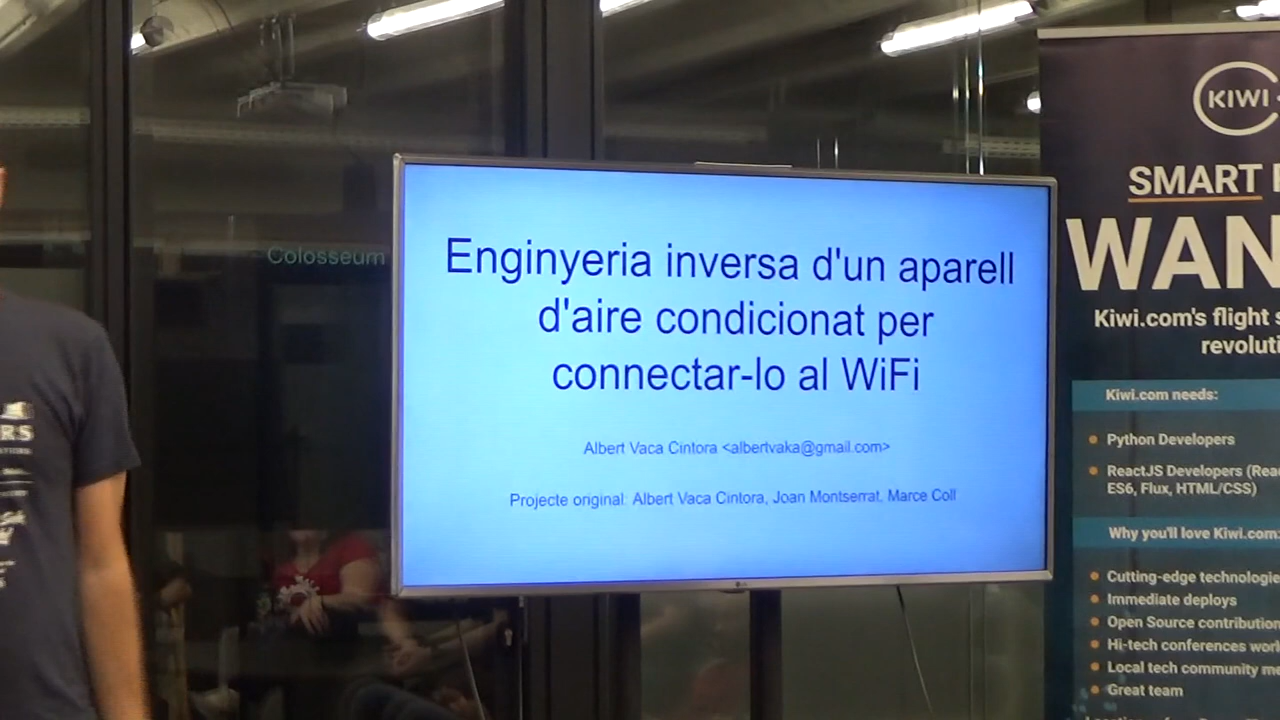 Colosseum
Enginyeria inversa d'un aparell
d'aire condicionat per
connectar-lo al WiFi
Albert Vaca Cintora <albertvaka@gmail.com>
Projecte original: Albert Vaca Cintora, Joan Montserrat, Marce Coll
LG
RS
KIWI
SMART
WAN
Kiwi.com's flight
revoluti
Kiwi.com needs:
Python Developers
ReactJS Developers (Reac
ES6, Flux, HTML/CSS)
Why you'll love Kiwi.com:
Cutting-edge technologie
Immediate deploys
Open Source contribution
Hi-tech conferences worl
Local tech community me
Great team